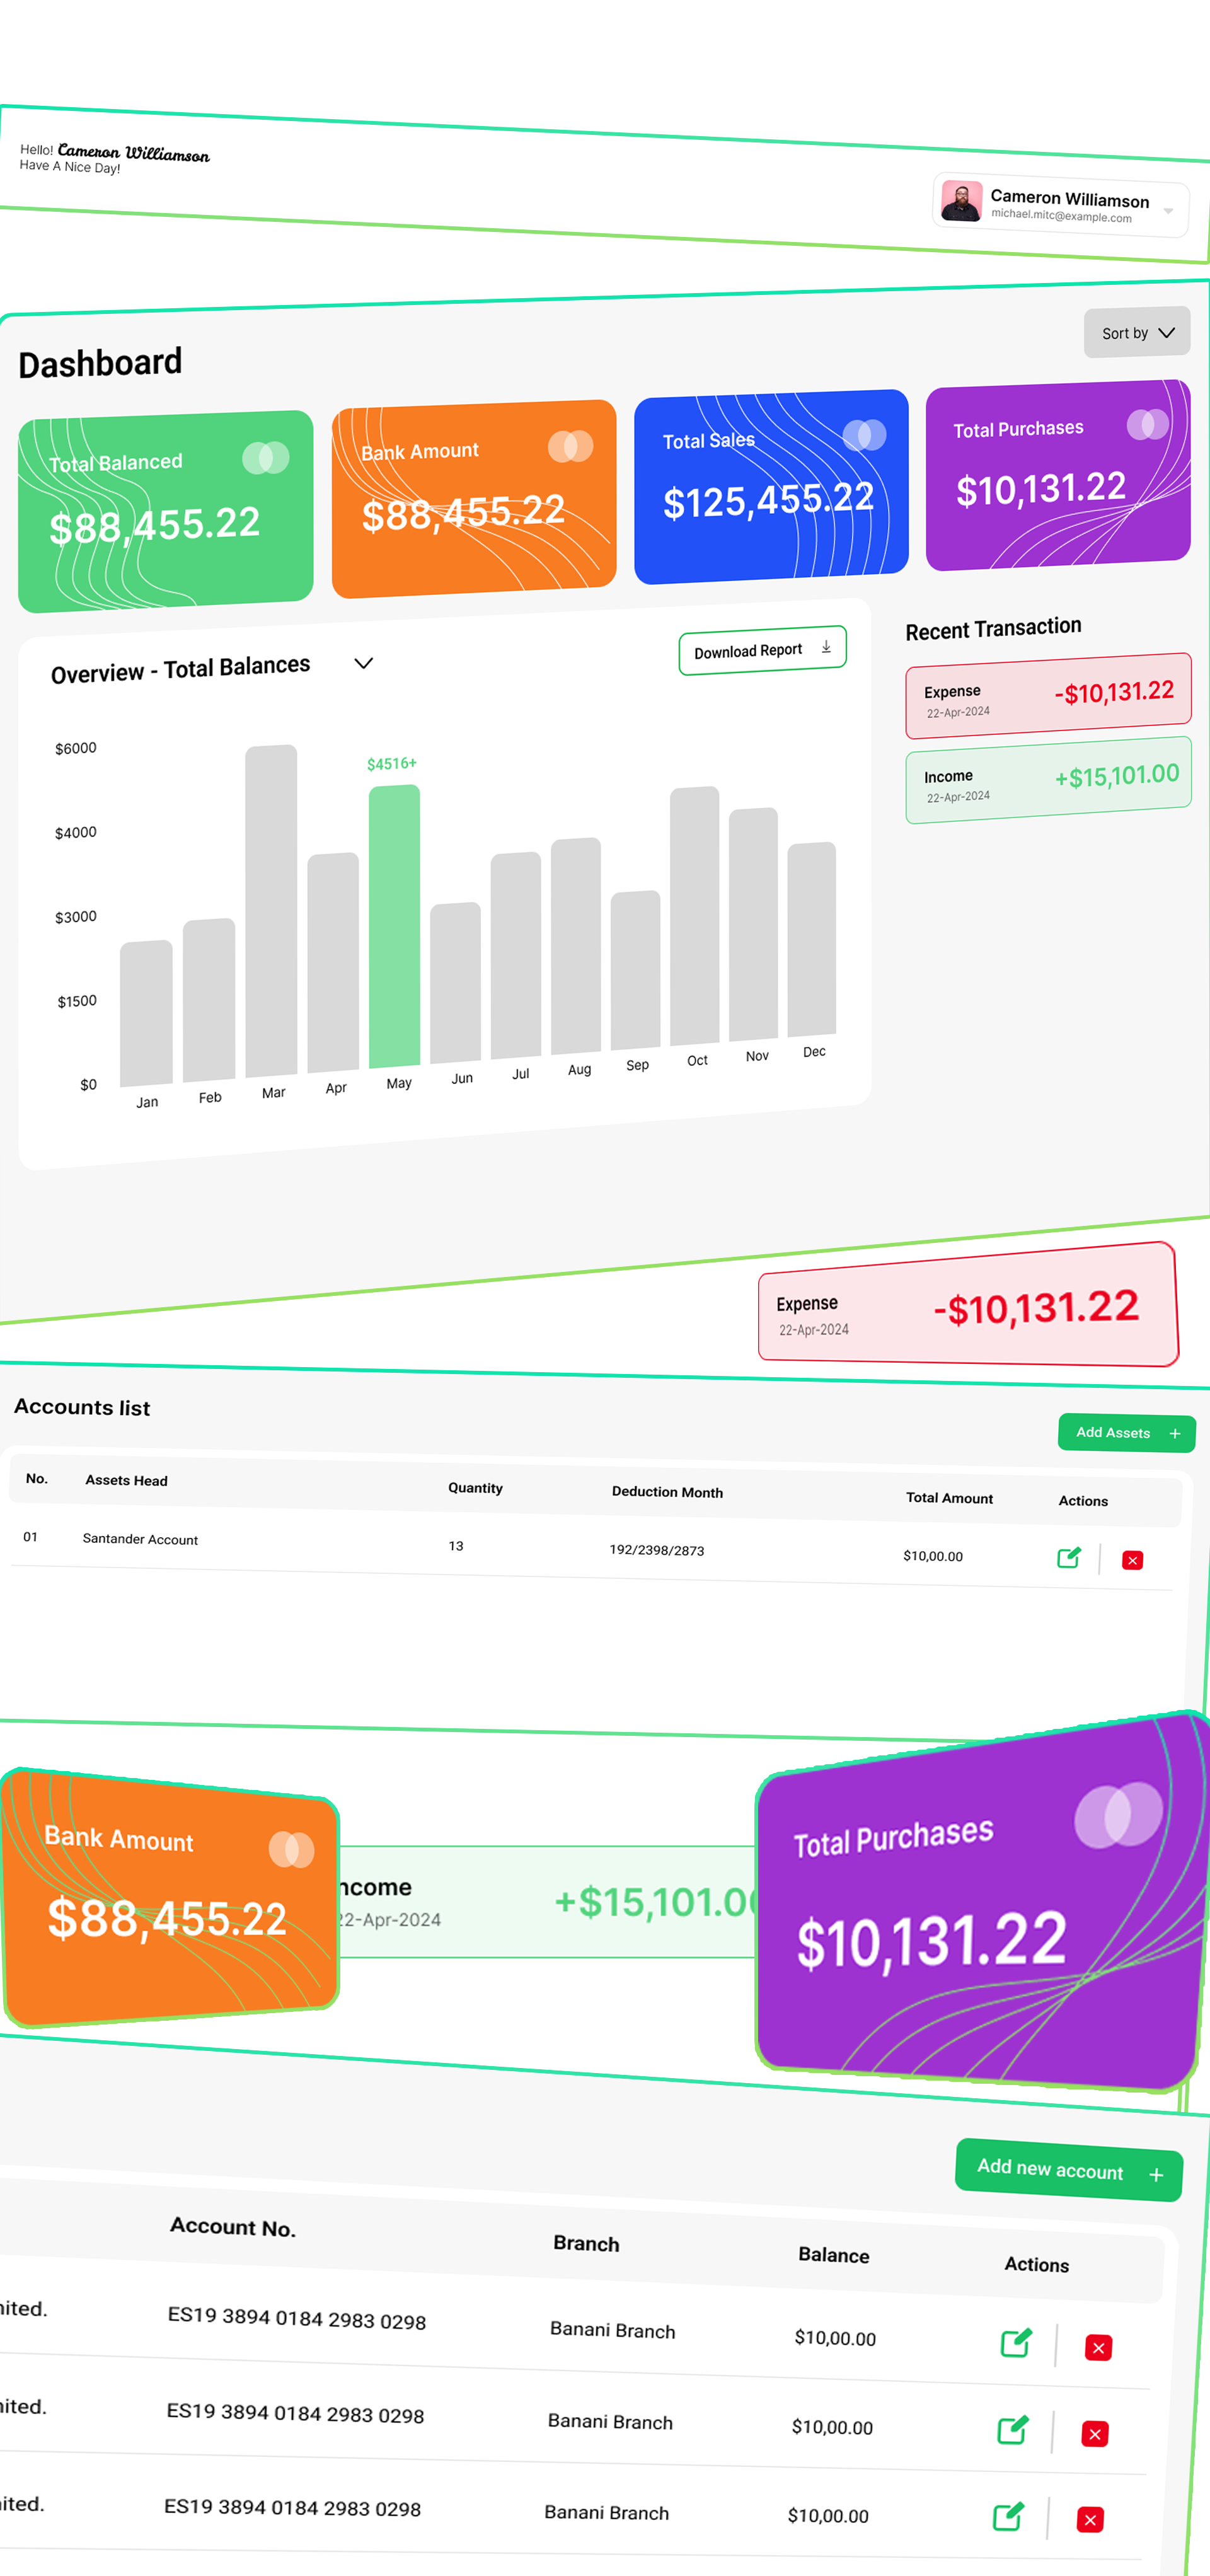 Hello! Cameron Williamson
Have A Nice Day!
Cameron Williamson
michael.mitc@example.com
Dashboard
Sort by
Total Balanced
$88,455.22
Bank Amount
$88,455.22
Total Sales
$125,455.22
Total Purchases
$10,131.22
Overview - Total Balances
Download Report
$6000
$4000
$3000
$1500
$0
$4516+
Jan
Feb
Mar
Apr
May
Jun
Jul
Aug
Sep
Oct
Nov
Dec
Recent Transaction
Expense
22-Apr-2024
-$10,131.22
Income
22-Apr-2024
+$15,101.00
Expense
22-Apr-2024
-$10,131.22
Accounts list
Add Assets +
No. Assets Head Quantity Deduction Month Total Amount Actions
01 Santander Account 13 192/2398/2873 $10,00.00
Bank Amount
$88,455.22
ncome
22-Apr-2024
+$15,101.0
Total Purchases
$10,131.22
Add new account +
Account No. Branch Balance Actions
nited. ES19 3894 0184 2983 0298 Banani Branch $10,00.00
nited. ES19 3894 0184 2983 0298 Banani Branch $10,00.00
ited. ES19 3894 0184 2983 0298 Banani Branch $10,00.00